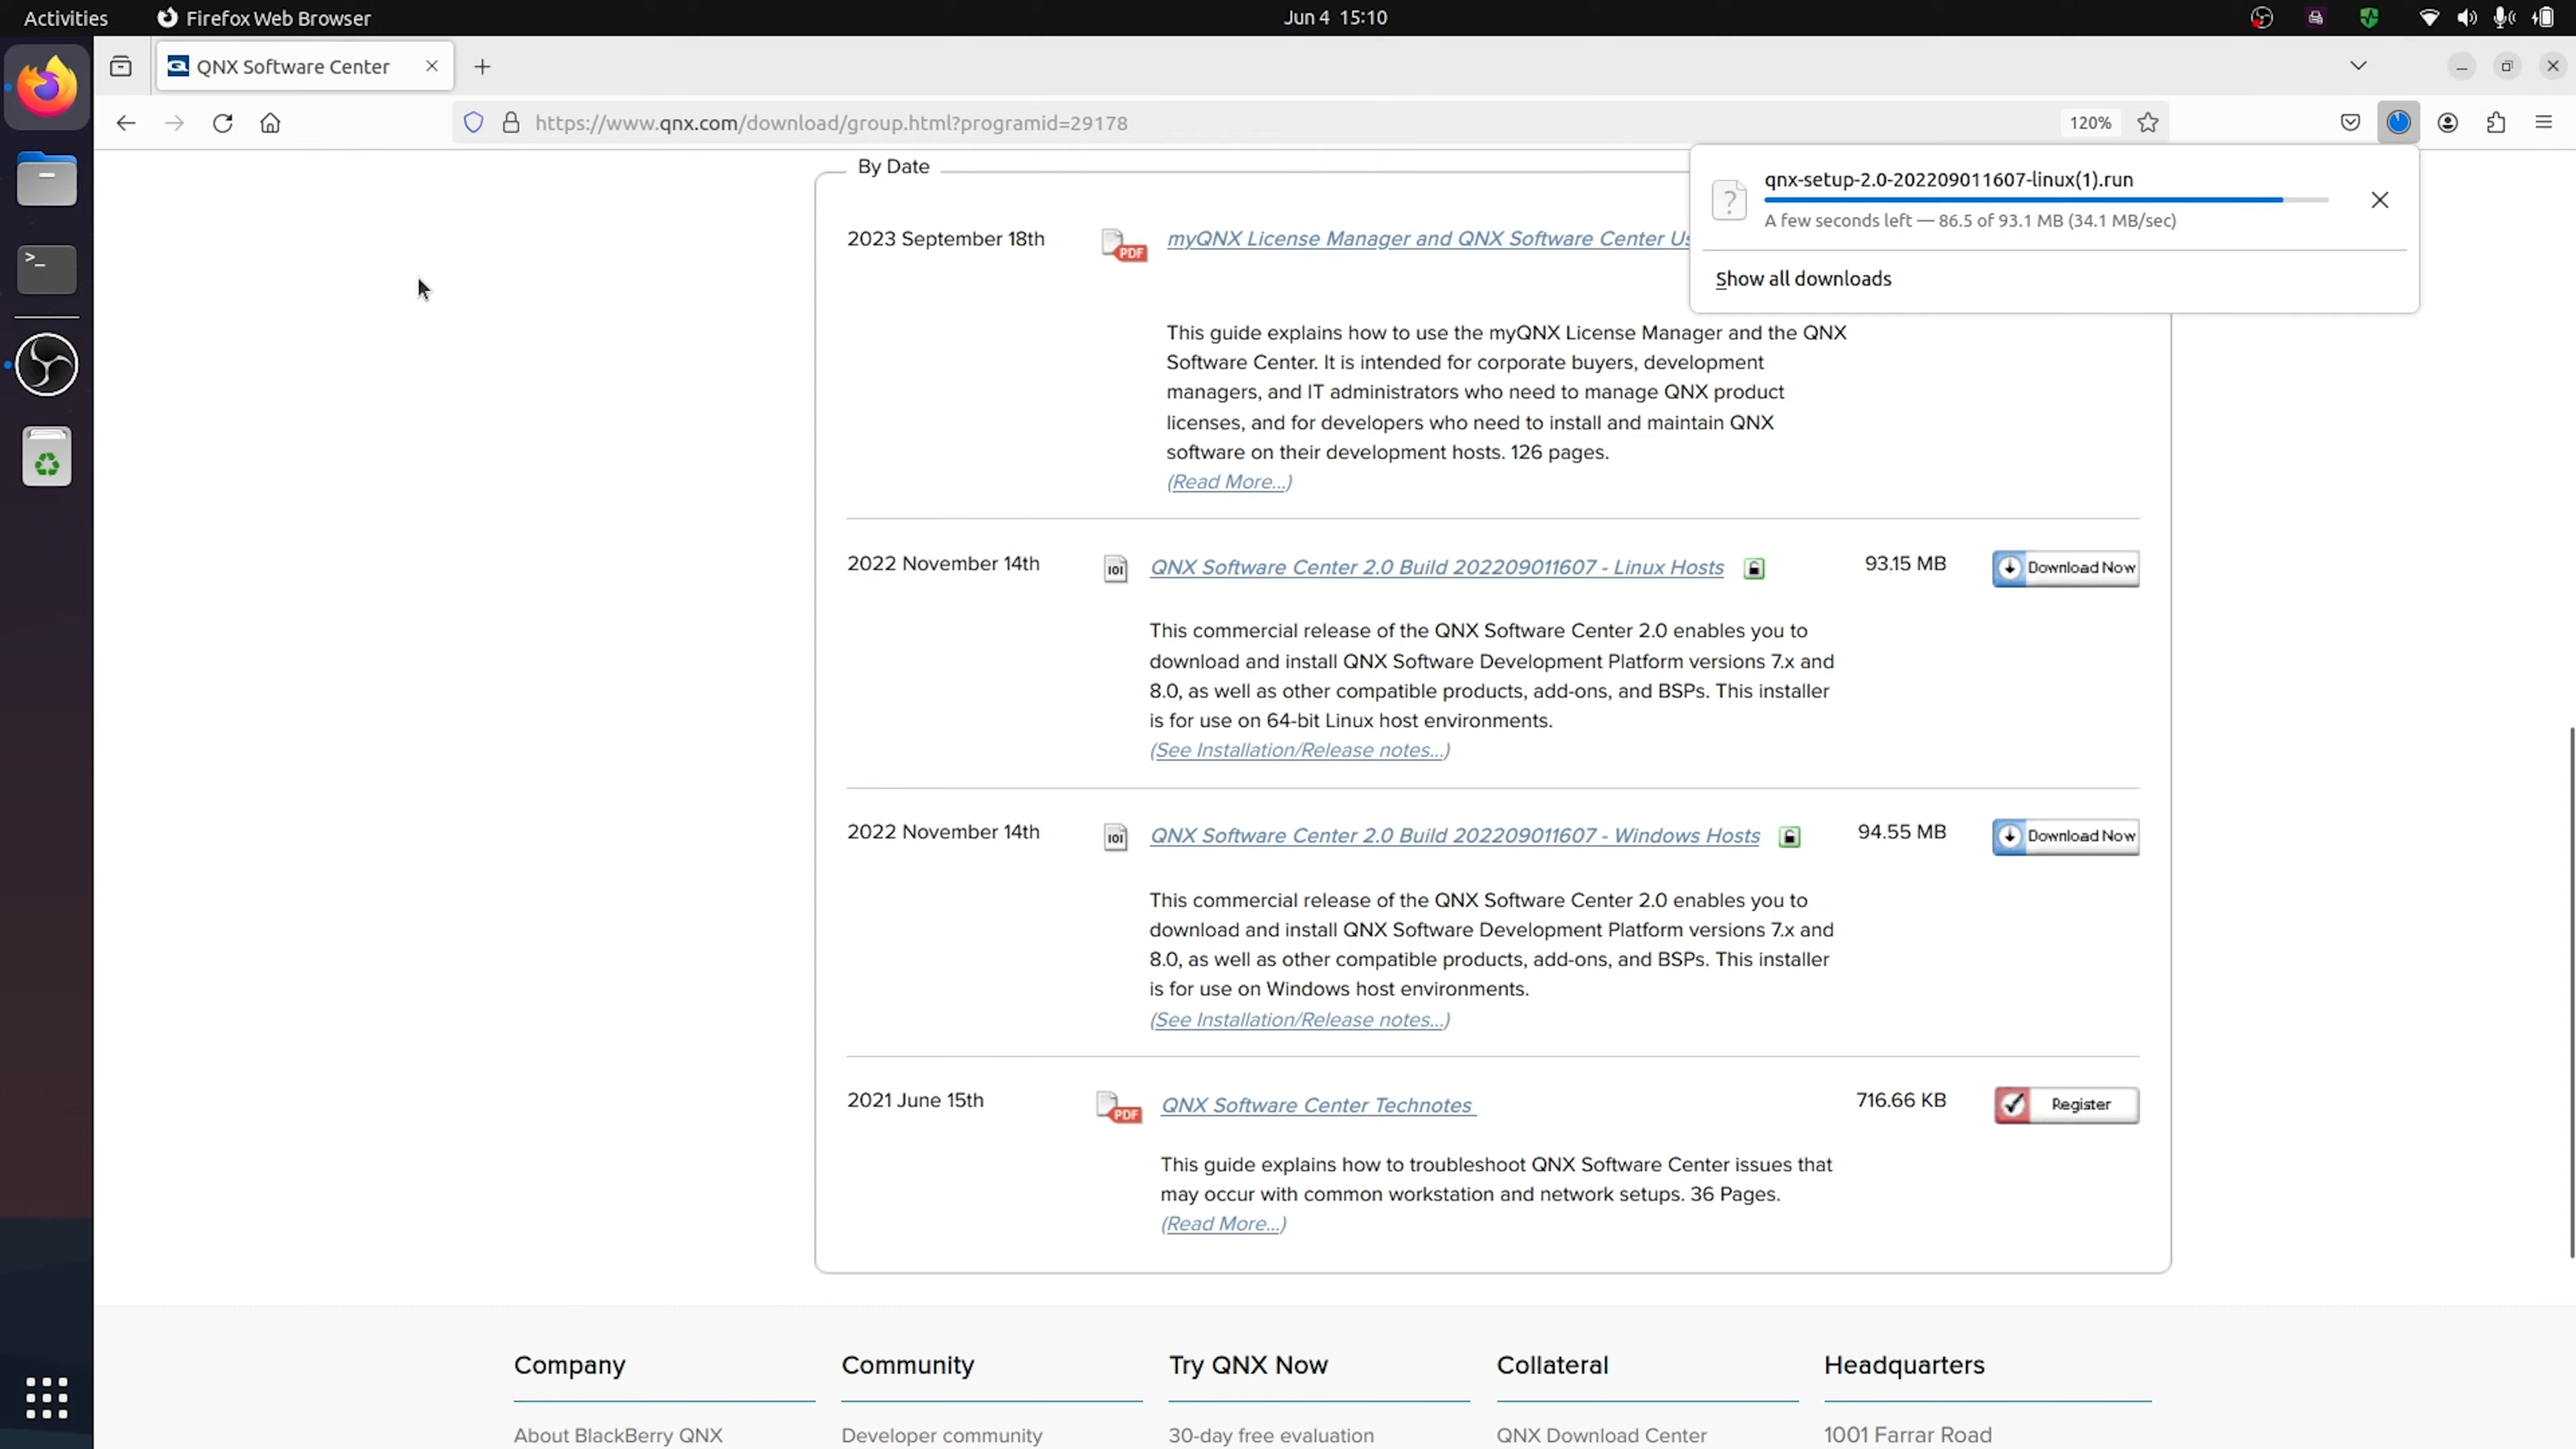 Activities
Firefox Web Browser
Jun 4 15:10
QNX Software Center
https://www.qnx.com/download/group.html?programid=29178
120%
qnx-setup-2.0-202209011607-linux(1).run
A few seconds left — 86.5 of 93.1 MB (34.1 MB/sec)
Show all downloads
By Date
2023 September 18th
PDF
myQNX License Manager and QNX Software Center Us
This guide explains how to use the myQNX License Manager and the QNX
Software Center. It is intended for corporate buyers, development
managers, and IT administrators who need to manage QNX product
licenses, and for developers who need to install and maintain QNX
software on their development hosts. 126 pages.
(Read More...)
2022 November 14th
101
QNX Software Center 2.0 Build 202209011607 - Linux Hosts
93.15 MB
Download Now
This commercial release of the QNX Software Center 2.0 enables you to
download and install QNX Software Development Platform versions 7.x and
8.0, as well as other compatible products, add-ons, and BSPs. This installer
is for use on 64-bit Linux host environments.
(See Installation/Release notes...)
2022 November 14th
101
QNX Software Center 2.0 Build 202209011607 - Windows Hosts
94.55 MB
Download Now
This commercial release of the QNX Software Center 2.0 enables you to
download and install QNX Software Development Platform versions 7.x and
8.0, as well as other compatible products, add-ons, and BSPs. This installer
is for use on Windows host environments.
(See Installation/Release notes...)
2021 June 15th
PDF
QNX Software Center Technotes
716.66 KB
Register
This guide explains how to troubleshoot QNX Software Center issues that
may occur with common workstation and network setups. 36 Pages.
(Read More...)
Company
Community
Try QNX Now
Collateral
Headquarters
About BlackBerry QNX
Developer community
30-day free evaluation
QNX Download Center
1001 Farrar Road